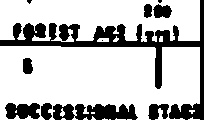 200
FOREST AGE (YRS)
5
SUCCESSIONAL STAGE